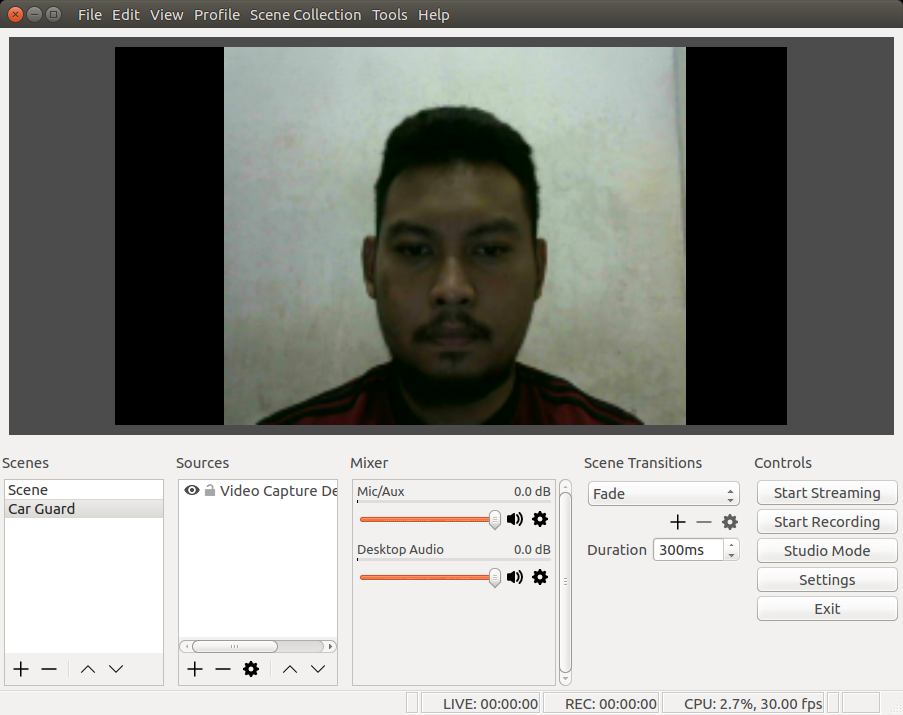 File Edit View Profile Scene Collection Tools Help
Scenes
Sources
Mixer
Scene Transitions
Controls
Scene
Car Guard
Video Capture De
Mic/Aux 0.0 dB
Desktop Audio 0.0 dB
Fade
Duration 300ms
Start Streaming
Start Recording
Studio Mode
Settings
Exit
LIVE: 00:00:00 REC: 00:00:00 CPU: 2.7%, 30.00 fps